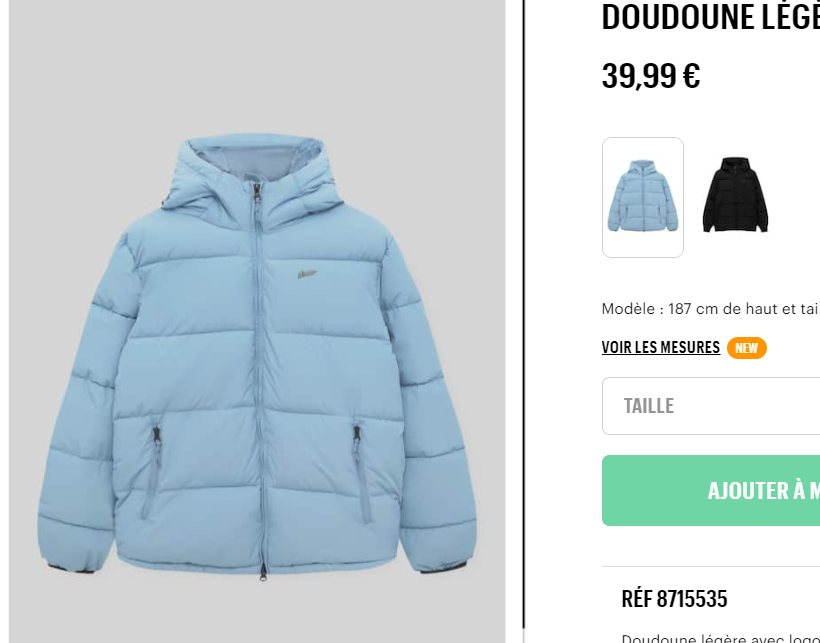 DOUDOUNE LÉGÈ
39,99 €
Modèle : 187 cm de haut et tai
VOIR LES MESURES NEW
TAILLE
AJOUTER À M
RÉF 8715535
Doudoune légère avec logo